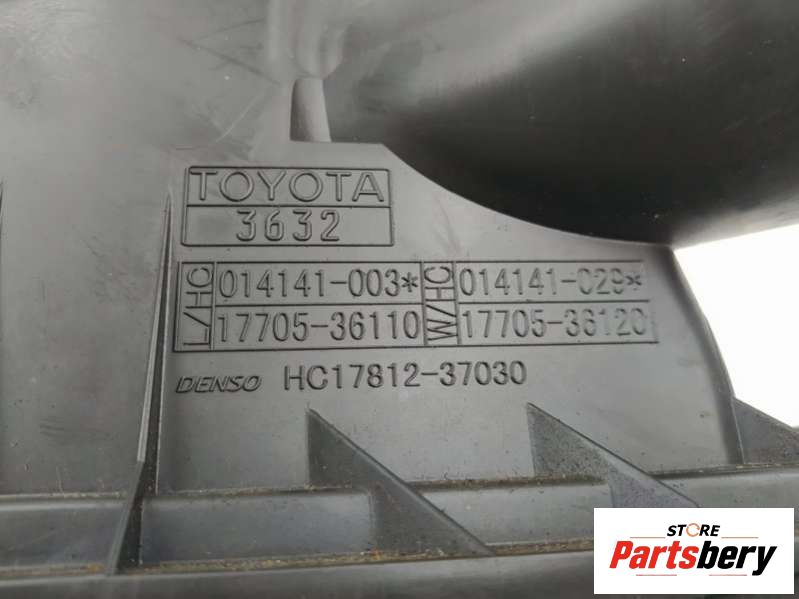 TOYOTA
3632
L/HC 014141-003* W/HC 014141-029*
17705-36110 17705-36120
DENSO HC17812-37030
STORE
Partsbery